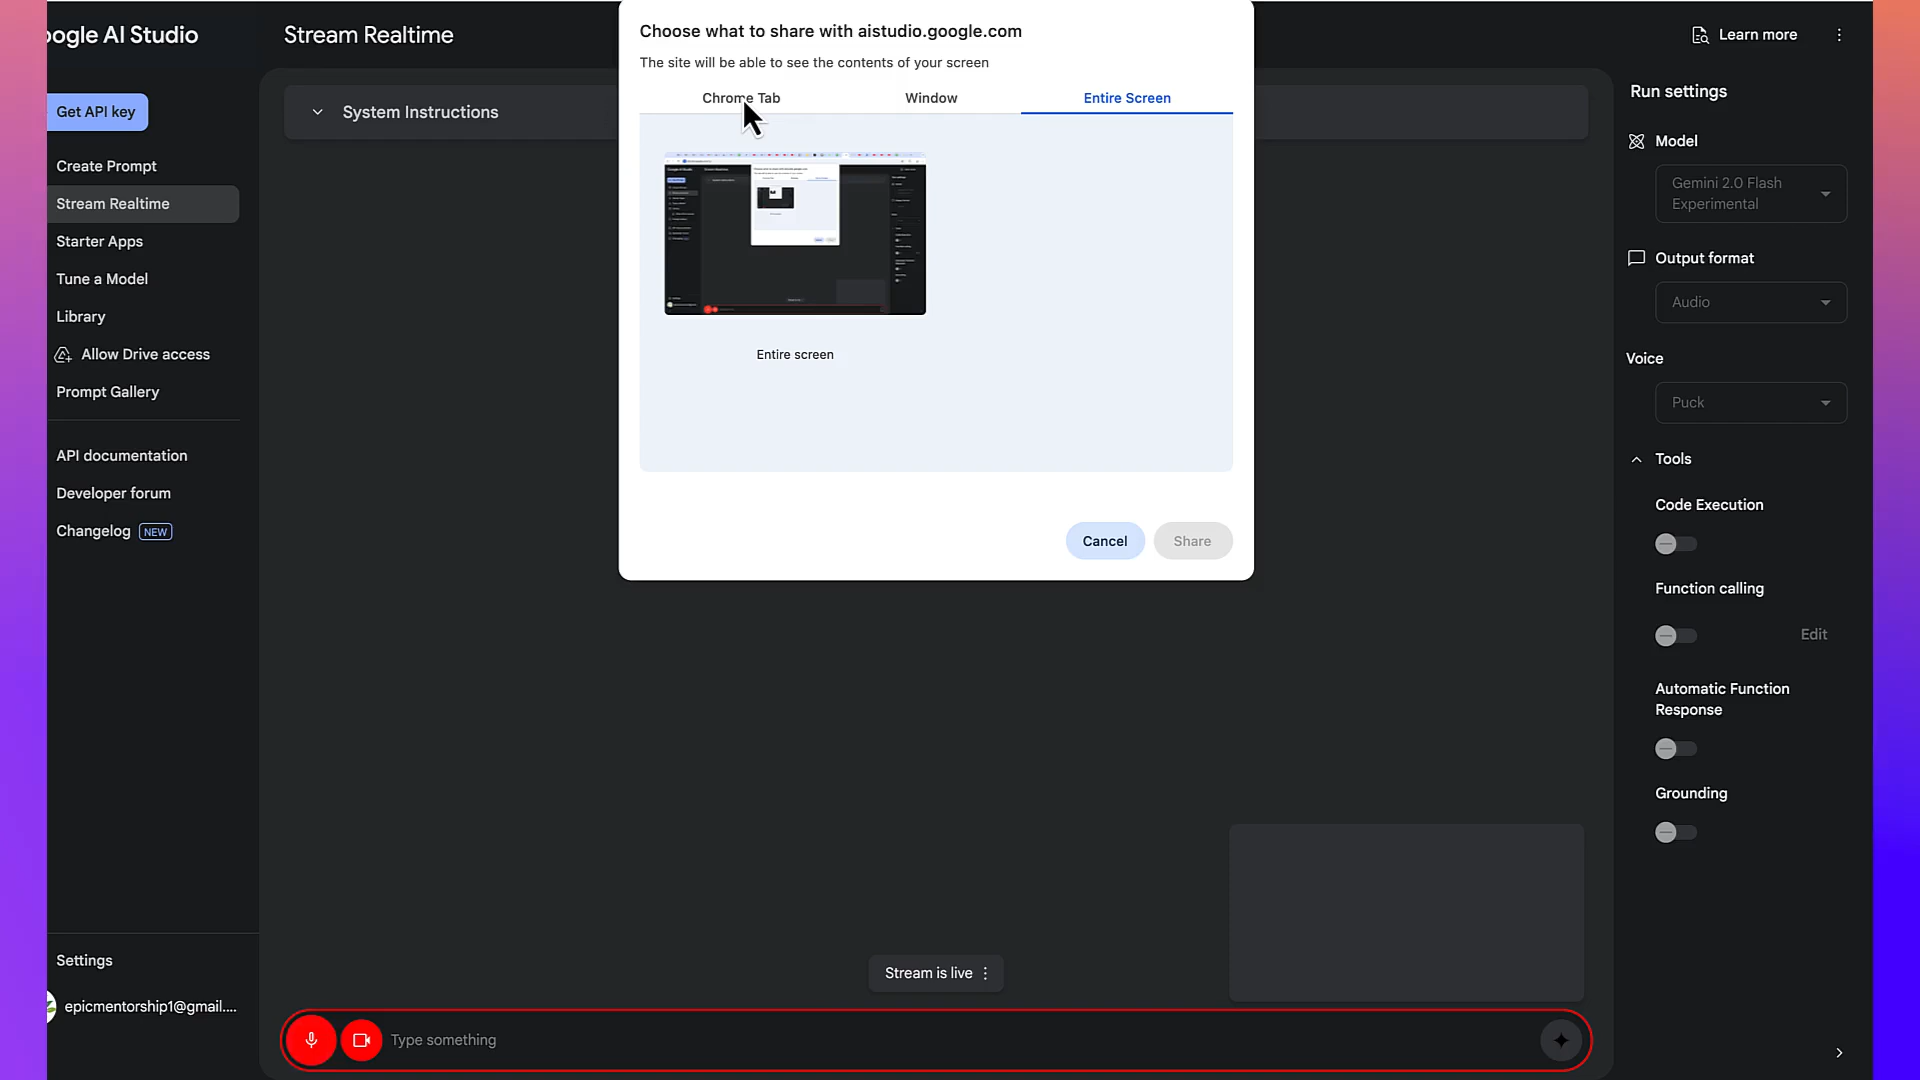 oogle AI Studio
Get API key
Create Prompt
Stream Realtime
Starter Apps
Tune a Model
Library
Allow Drive access
Prompt Gallery
API documentation
Developer forum
Changelog NEW
Settings
epicmentorship1@gmail....
Stream Realtime
System Instructions
Choose what to share with aistudio.google.com
The site will be able to see the contents of your screen
Chrome Tab Window Entire Screen
Entire screen
Cancel Share
Stream is live
Type something
Learn more
Run settings
Model
Gemini 2.0 Flash
Experimental
Output format
Audio
Voice
Puck
Tools
Code Execution
Function calling
Edit
Automatic Function
Response
Grounding